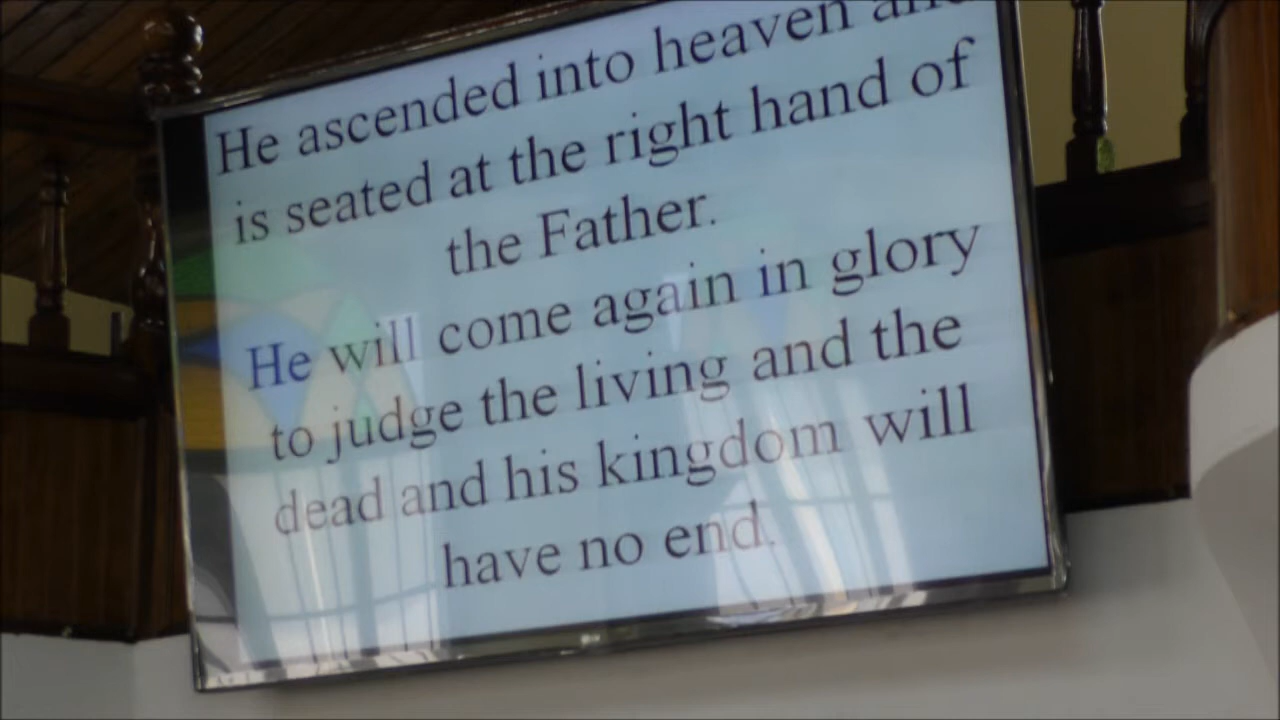 He ascended into heaven and
is seated at the right hand of
the Father.
He will come again in glory
to judge the living and the
dead and his kingdom will
have no end.